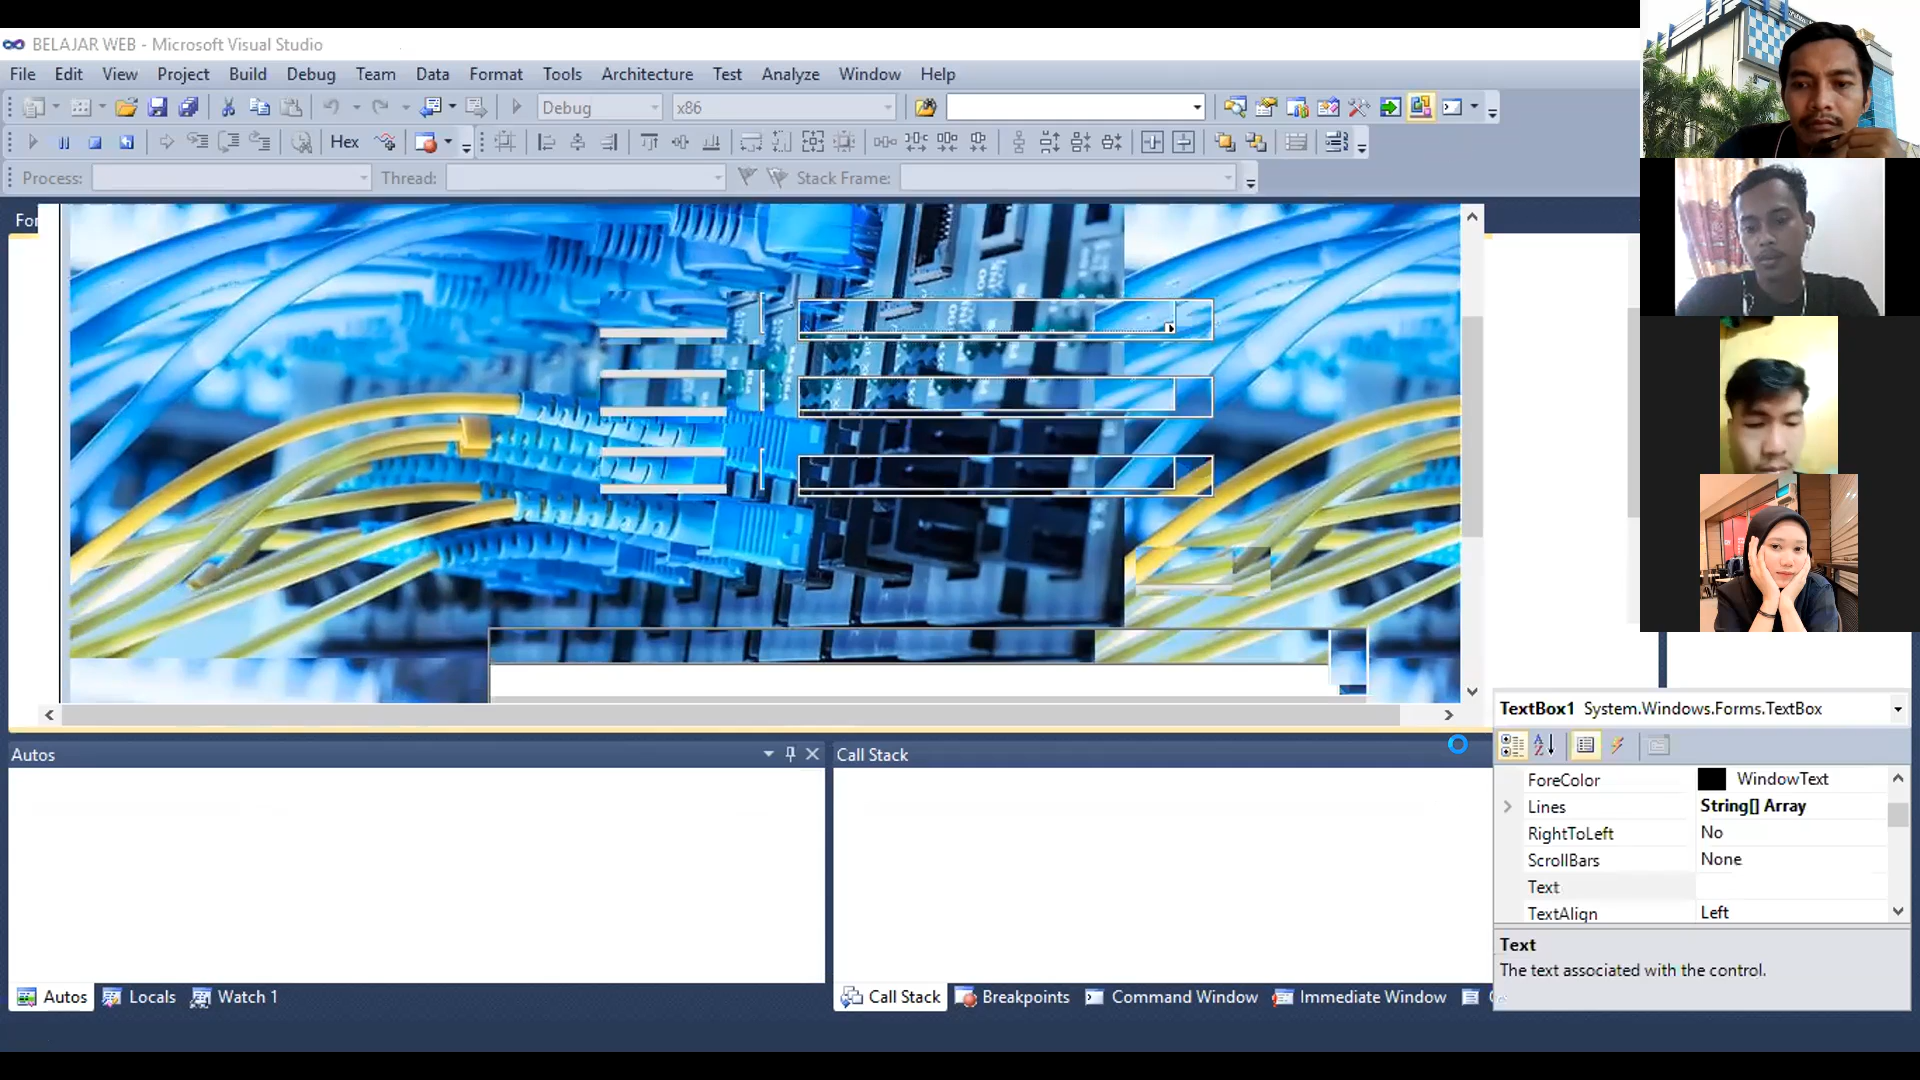 BELAJAR WEB - Microsoft Visual Studio
File Edit View Project Build Debug Team Data Format Tools Architecture Test Analyze Window Help
Debug x86
Hex
Process: Thread: Stack Frame:
For
TextBox1 System.Windows.Forms.TextBox
ForeColor WindowText
Lines String[] Array
RightToLeft No
ScrollBars None
Text
TextAlign Left
Text
The text associated with the control.
Autos
Call Stack
Autos Locals Watch 1
Call Stack Breakpoints Command Window Immediate Window